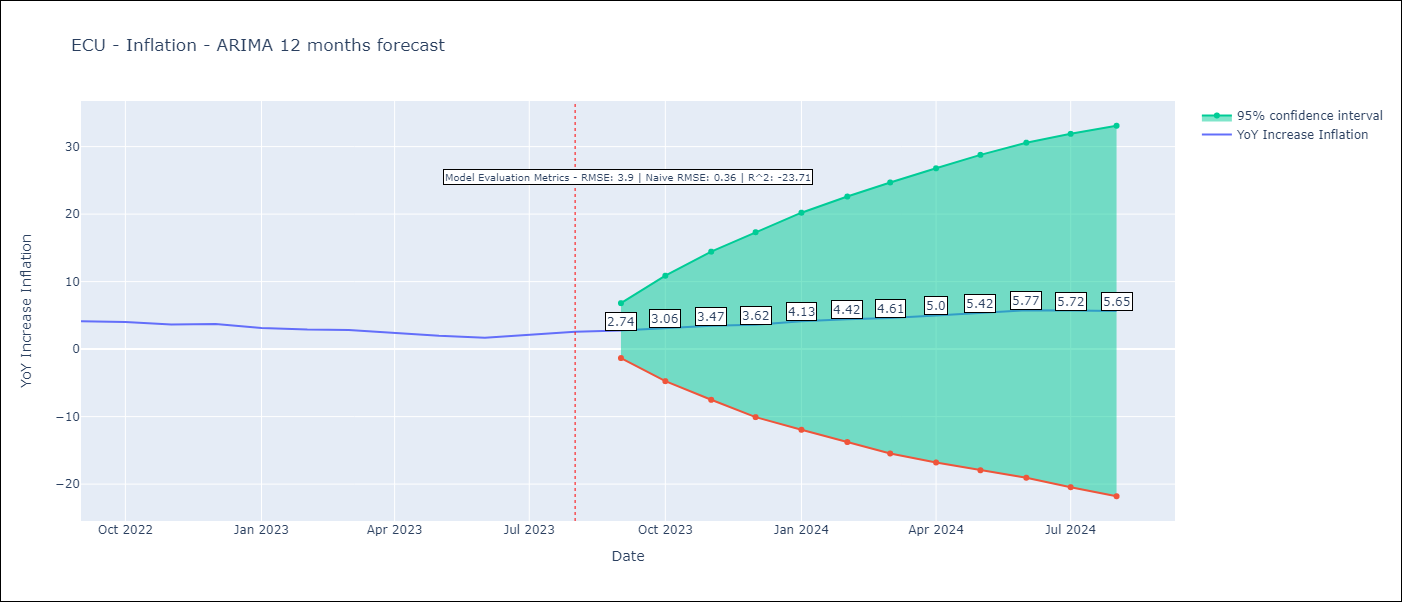 ECU - Inflation - ARIMA 12 months forecast
95% confidence interval
YoY Increase Inflation
Model Evaluation Metrics - RMSE: 3.9 | Naive RMSE: 0.36 | R^2: -23.71
YoY Increase Inflation
30
20
10
0
−10
−20
2.74
3.06
3.47
3.62
4.13
4.42
4.61
5.0
5.42
5.77
5.72
5.65
Oct 2022
Jan 2023
Apr 2023
Jul 2023
Oct 2023
Jan 2024
Apr 2024
Jul 2024
Date